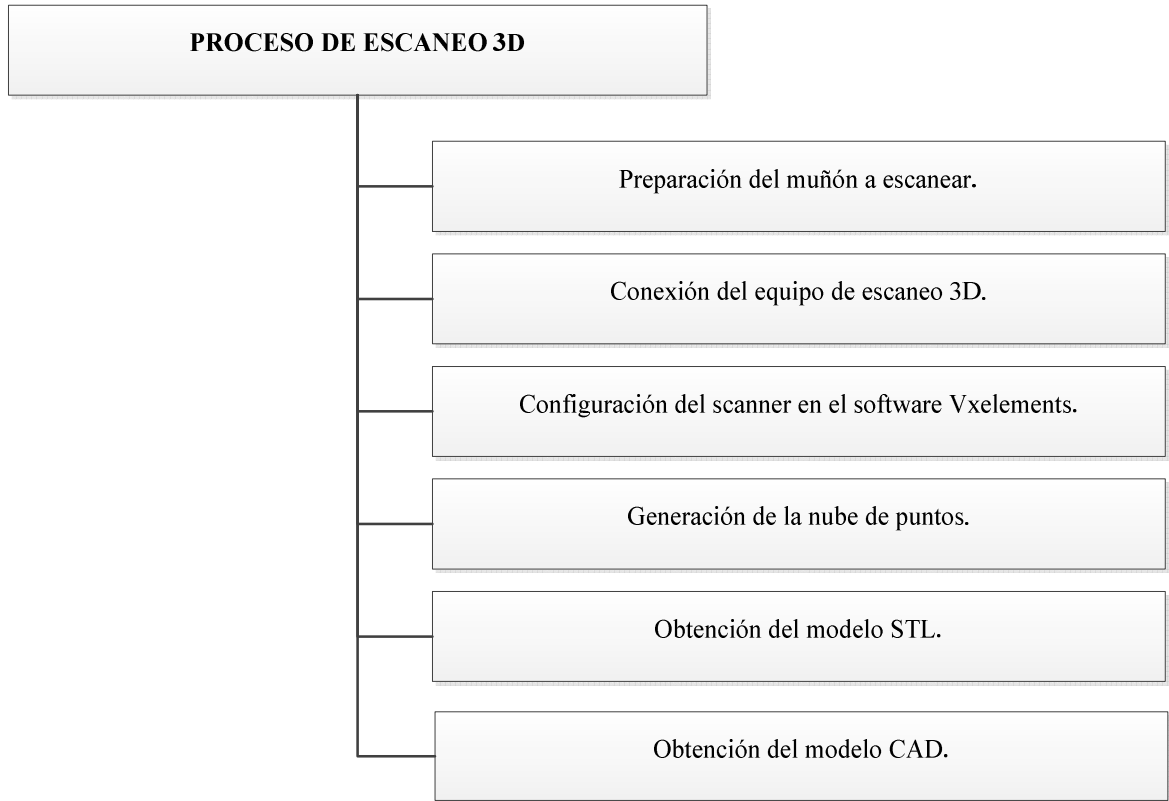 PROCESO DE ESCANEO 3D
Preparación del muñón a escanear.
Conexión del equipo de escaneo 3D.
Configuración del scanner en el software Vxelements.
Generación de la nube de puntos.
Obtención del modelo STL.
Obtención del modelo CAD.